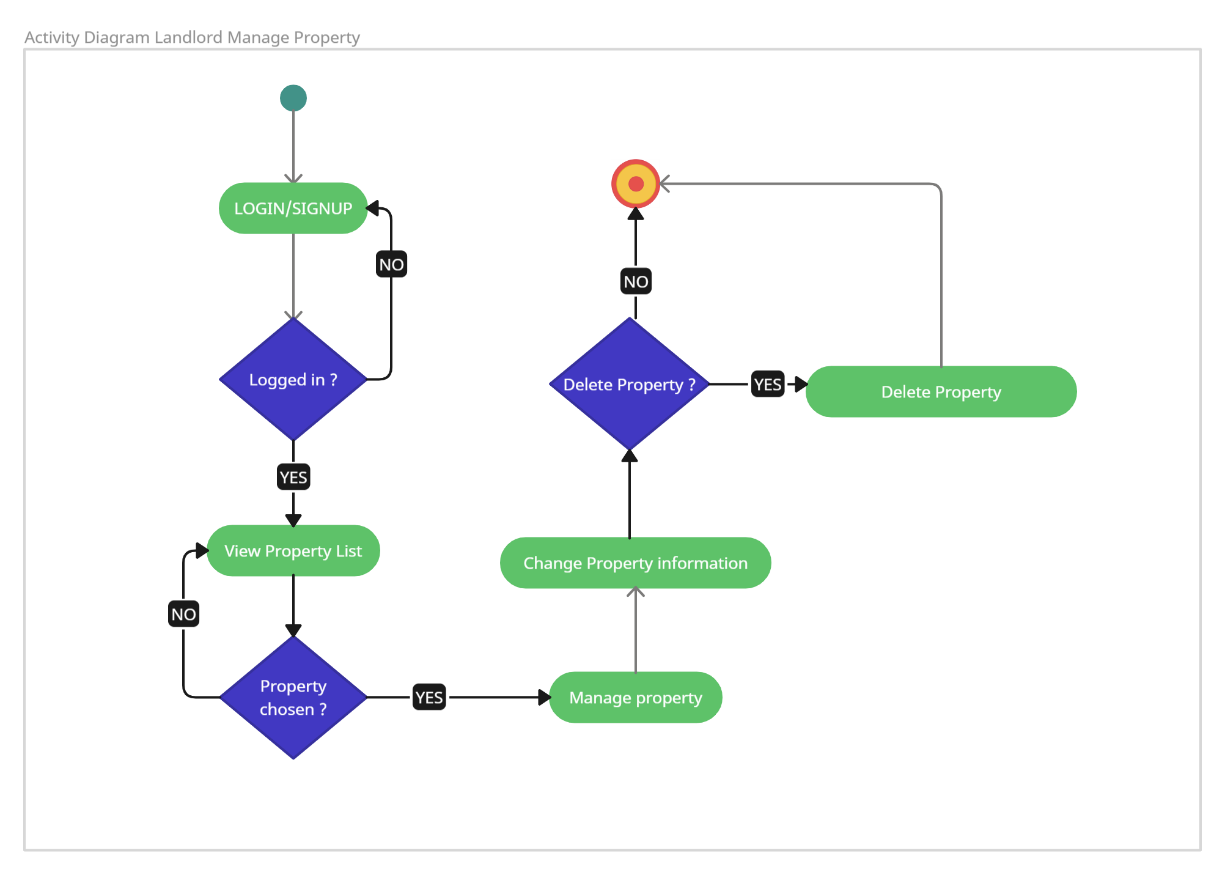 Activity Diagram Landlord Manage Property
LOGIN/SIGNUP
NO
Logged in ?
YES
View Property List
NO
Property
chosen ?
YES
Manage property
Change Property information
Delete Property ?
NO
YES
Delete Property